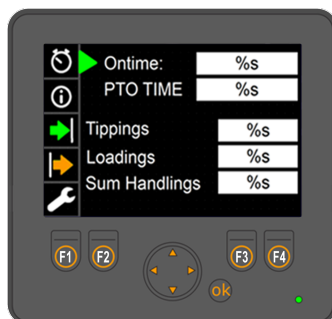 Ontime: %s
PTO TIME %s
Tippings %s
Loadings %s
Sum Handlings %s
F1 F2 F3 F4
ok